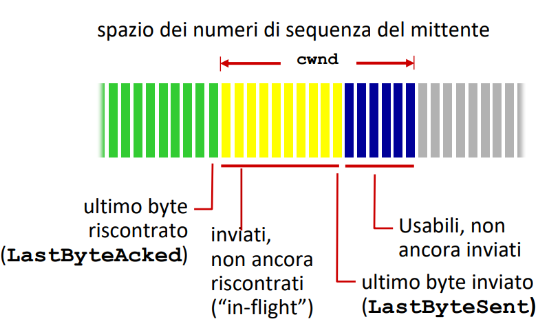 spazio dei numeri di sequenza del mittente
cwnd
ultimo byte
riscontrato
(LastByteAcked)
inviati,
non ancora
riscontrati
(“in-flight”)
Usabili, non
ancora inviati
ultimo byte inviato
(LastByteSent)